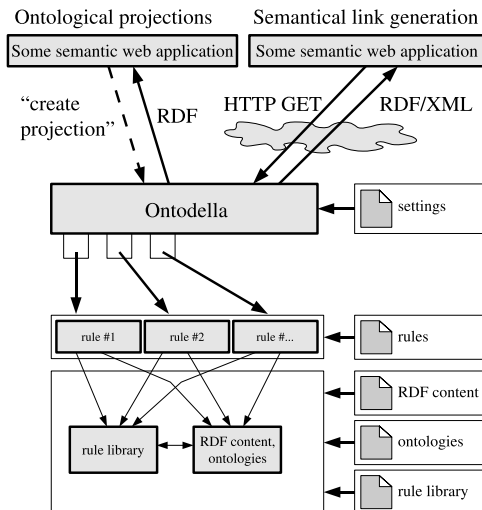 Ontological projections
Semantical link generation
Some semantic web application
Some semantic web application
“create
projection”
RDF
HTTP GET
RDF/XML
Ontodella
settings
rule #1
rule #2
rule #...
rules
RDF content
rule library
RDF content,
ontologies
ontologies
rule library